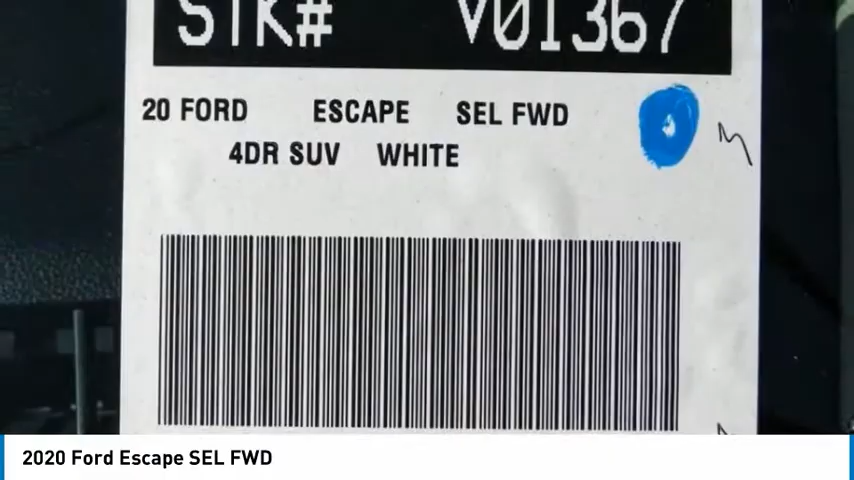 STK# V01367
20 FORD ESCAPE SEL FWD
4DR SUV WHITE
2020 Ford Escape SEL FWD